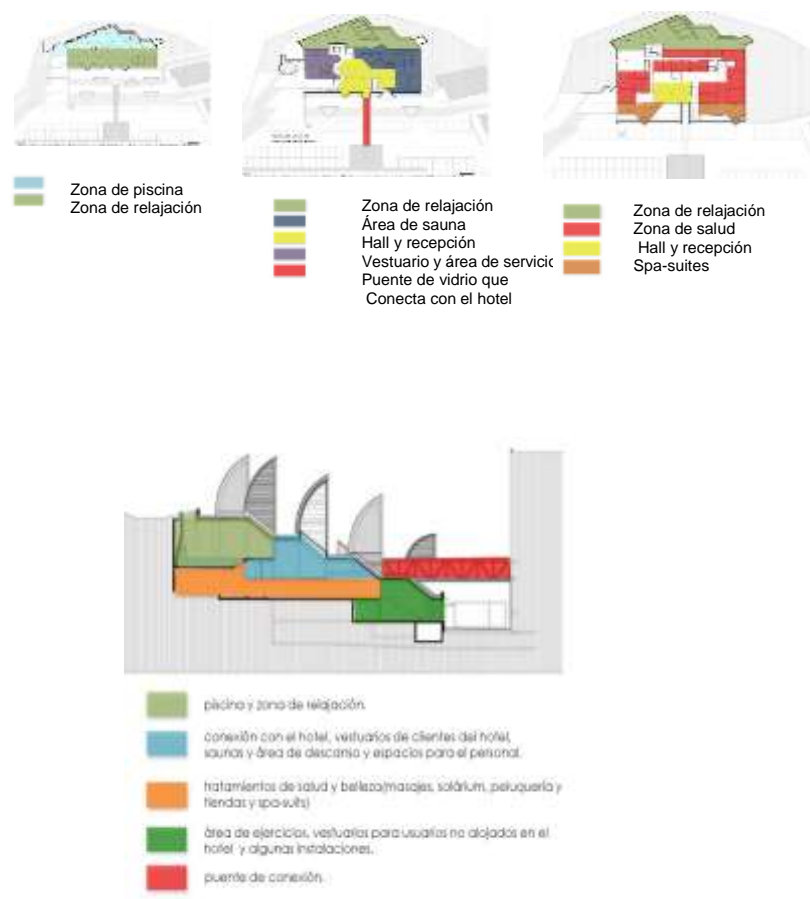 Zona de piscina
Zona de relajación
Zona de relajación
Área de sauna
Hall y recepción
Vestuario y área de servicio
Puente de vidrio que
Conecta con el hotel
Zona de relajación
Zona de salud
Hall y recepción
Spa-suites
piscina y zona de relajación.
conexión con el hotel, vestuarios de clientes del hotel,
saunas y área de descanso y espacios para el personal.
tratamientos de salud y belleza(masajes, solárium, peluquería y
tiendas y spa-suits)
área de ejercicios, vestuarios para usuarios no alojados en el
hotel y algunas instalaciones.
puente de conexión.